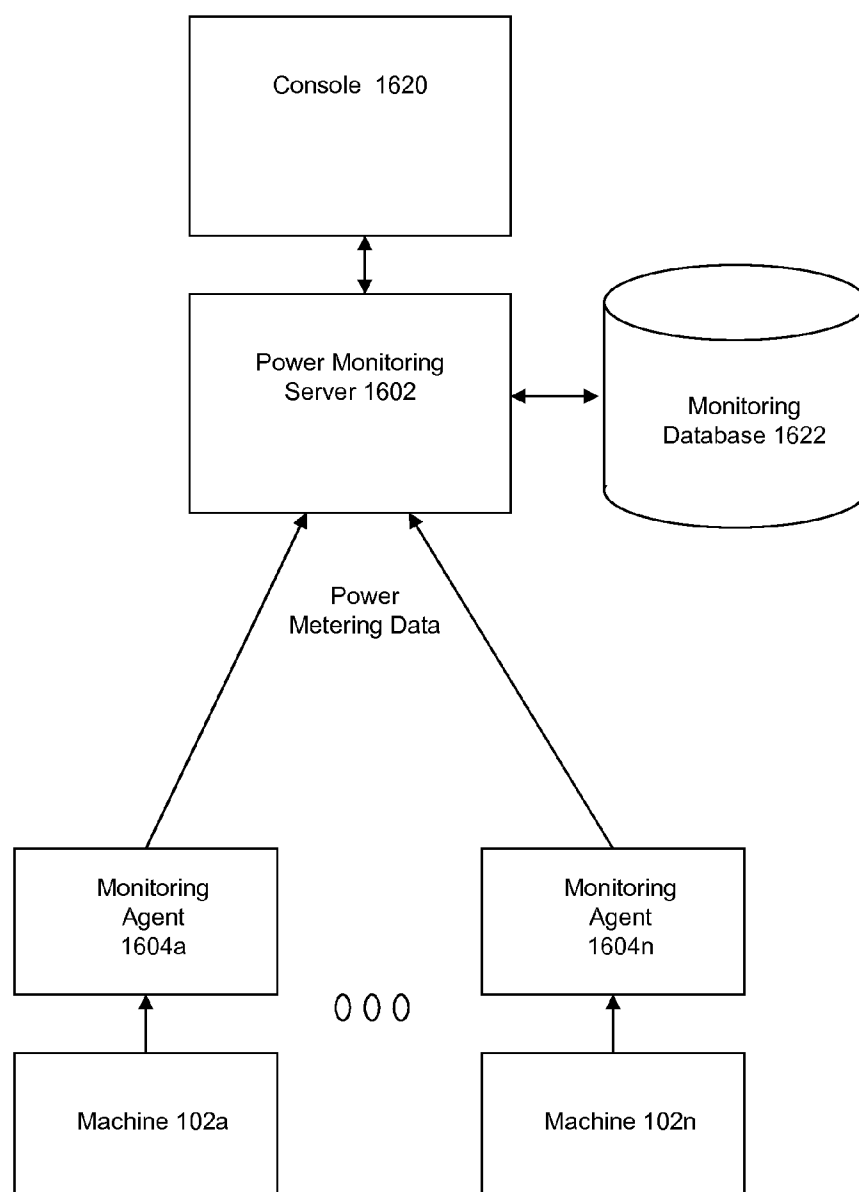 Console 1620
Power Monitoring
Server 1602
Monitoring
Database 1622
Power
Metering Data
Monitoring
Agent
1604a
Monitoring
Agent
1604n
Machine 102a
Machine 102n